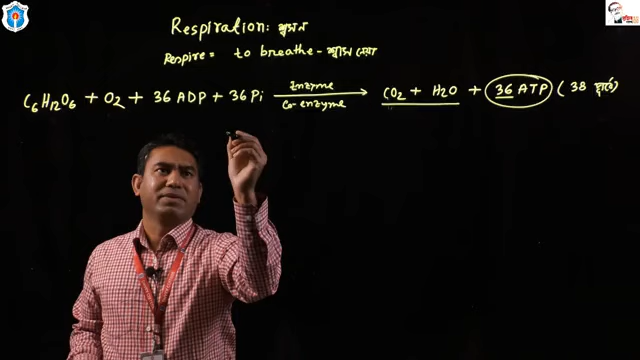 Respiration: শ্বসন
Respire = to breathe - শ্বাস নেয়া
C6H12O6 + O2 + 36 ADP + 36 Pi Enzyme Co-enzyme → CO2 + H2O + 36 ATP (38